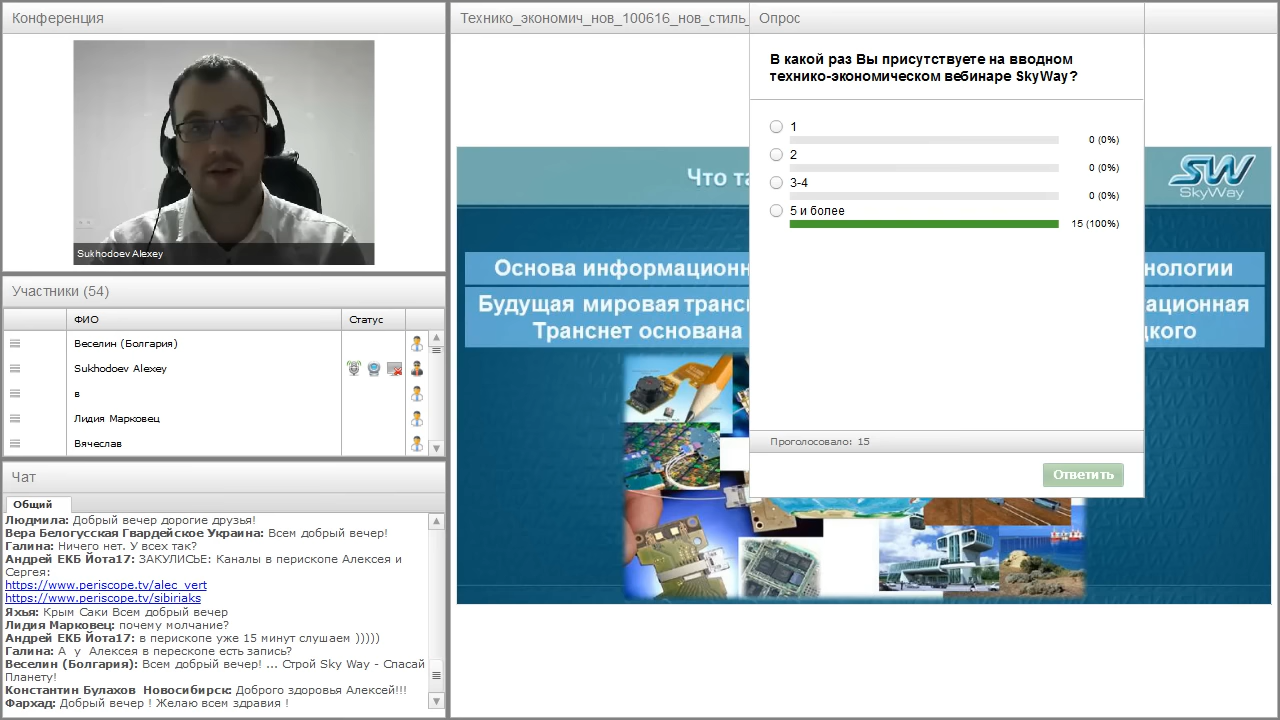 Конференция
Sukhodoev Alexey
Участники (54)
ФИО
Статус
Веселин (Болгария)
Sukhodoev Alexey
в
Лидия Марковец
Вячеслав
Чат
Общий
Людмила: Добрый вечер дорогие друзья!
Вера Белогусская Гвардейское Украина: Всем добрый вечер!
Галина: Ничего нет. У всех так?
Андрей ЕКБ Йота17: ЗАКУЛИСЬЕ: Каналы в перископе Алексея и
Сергея:
https://www.periscope.tv/alec_vert
https://www.periscope.tv/sibiriaks
Яхья: Крым Саки Всем добрый вечер
Лидия Марковец: почему молчание?
Андрей ЕКБ Йота17: в перископе уже 15 минут слушаем )))))
Галина: А у Алексея в перескопе есть запись?
Веселин (Болгария): Всем добрый вечер! ... Строй Sky Way - Спасай
Планету!
Константин Булахов Новосибирск: Доброго здоровья Алексей!!!
Фархад: Добрый вечер ! Желаю всем здравия !
Технико_экономич_нов_100616_нов_стиль_
Что та
SW
SkyWay
Основа информационн
нологии
Будущая мировая трансп
ационная
Транснет основана
цкого
Опрос
В какой раз Вы присутствуете на вводном
технико-экономическом вебинаре SkyWay?
1
0 (0%)
2
0 (0%)
3-4
0 (0%)
5 и более
15 (100%)
Проголосовало: 15
Ответить